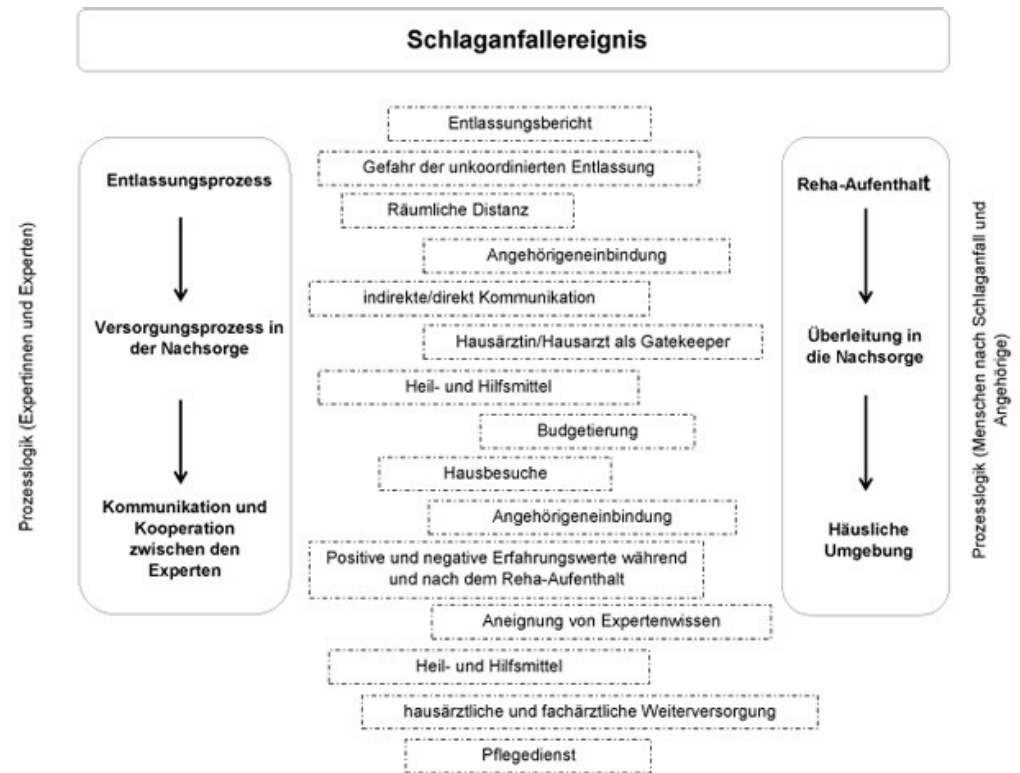 Schlaganfallereignis
Prozesslogik (Expertinnen und Experten)
Entlassungsprozess
Versorgungsprozess in
der Nachsorge
Kommunikation und
Kooperation
zwischen den
Experten
Entlassungsbericht
Gefahr der unkoordinierten Entlassung
Räumliche Distanz
Angehörigeneinbindung
indirekte/direkt Kommunikation
Hausärztin/Hausarzt als Gatekeeper
Heil- und Hilfsmittel
Budgetierung
Hausbesuche
Angehörigeneinbindung
Positive und negative Erfahrungswerte während
und nach dem Reha-Aufenthalt
Aneignung von Expertenwissen
Heil- und Hilfsmittel
hausärztliche und fachärztliche Weiterversorgung
Pflegedienst
Reha-Aufenthalt
Überleitung in
die Nachsorge
Häusliche
Umgebung
Prozesslogik (Menschen nach Schlaganfall und
Angehörige)